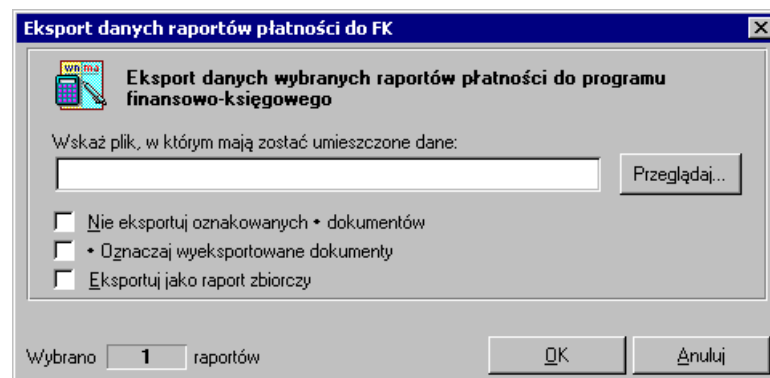 Eksport danych raportów płatności do FK
wn ma
Eksport danych wybranych raportów płatności do programu
finansowo-księgowego
Wskaż plik, w którym mają zostać umieszczone dane:
Przeglądaj...
Nie eksportuj oznakowanych • dokumentów
• Oznaczaj wyeksportowane dokumenty
Eksportuj jako raport zbiorczy
Wybrano 1 raportów OK Anuluj